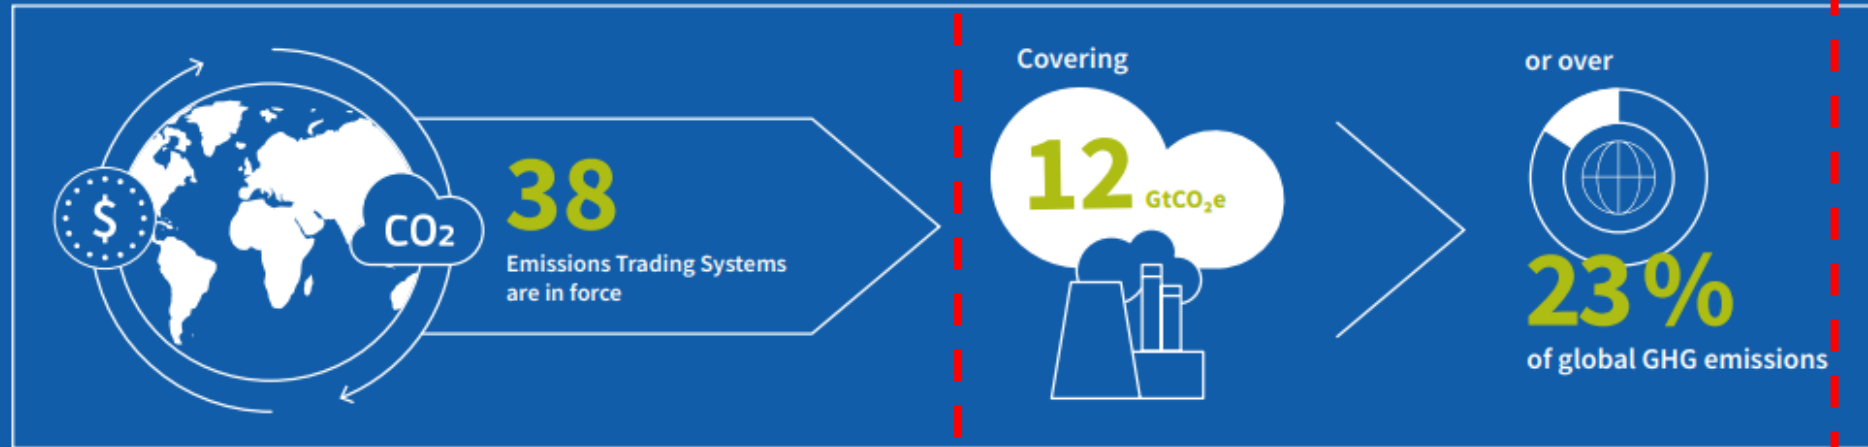 $
CO₂
38
Emissions Trading Systems
are in force
Covering
12 GtCO₂e
or over
23%
of global GHG emissions